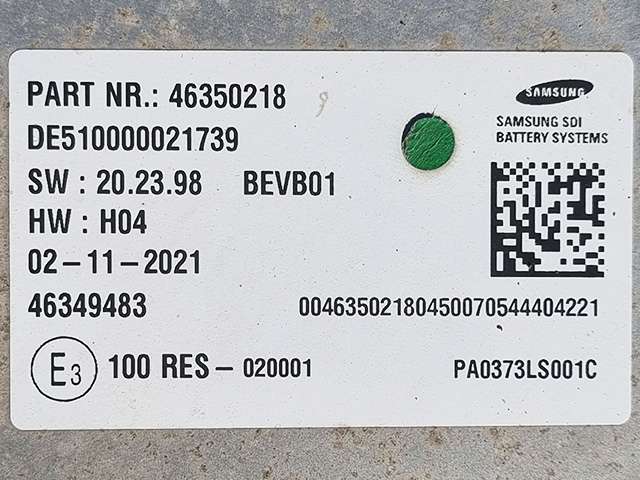 PART NR.: 46350218
SAMSUNG
DE510000021739
SAMSUNG SDI
BATTERY SYSTEMS
SW : 20.23.98 BEVB01
HW : H04
02-11-2021
46349483
00463502180450070544404221
E3
100 RES - 020001
PA0373LS001C